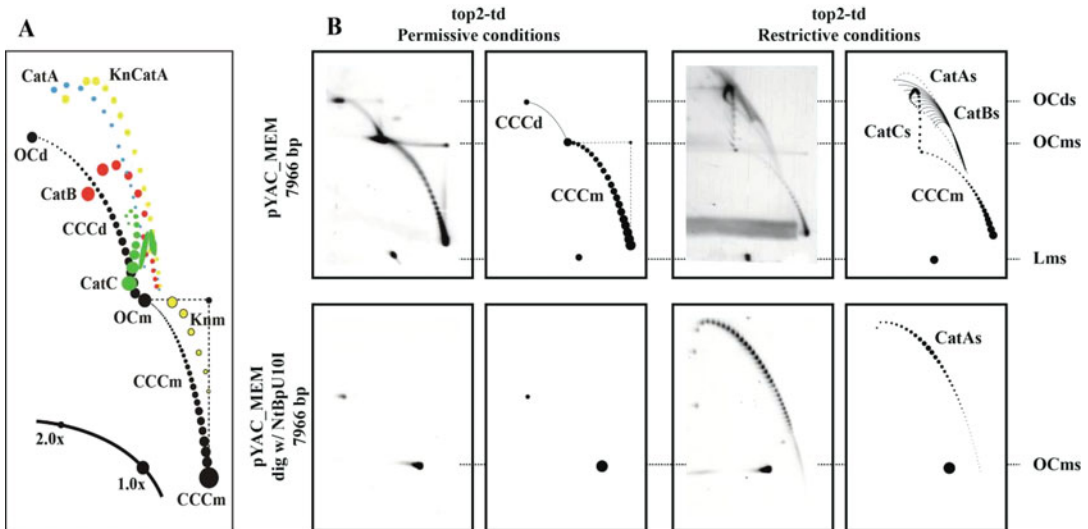 A
CatA
KnCatA
OCd
CatB
CCCd
CatC
OCm
Knm
CCCm
2.0x
1.0x
CCCm
B
top2-td
Permissive conditions
top2-td
Restrictive conditions
pYAC_MEM
7966 bp
CCCd
CCCm
CatAs
CatBs
CatCs
CCCm
OCds
OCms
Lms
pYAC_MEM
dig w/ NtBpU10I
7966 bp
CatAs
OCms